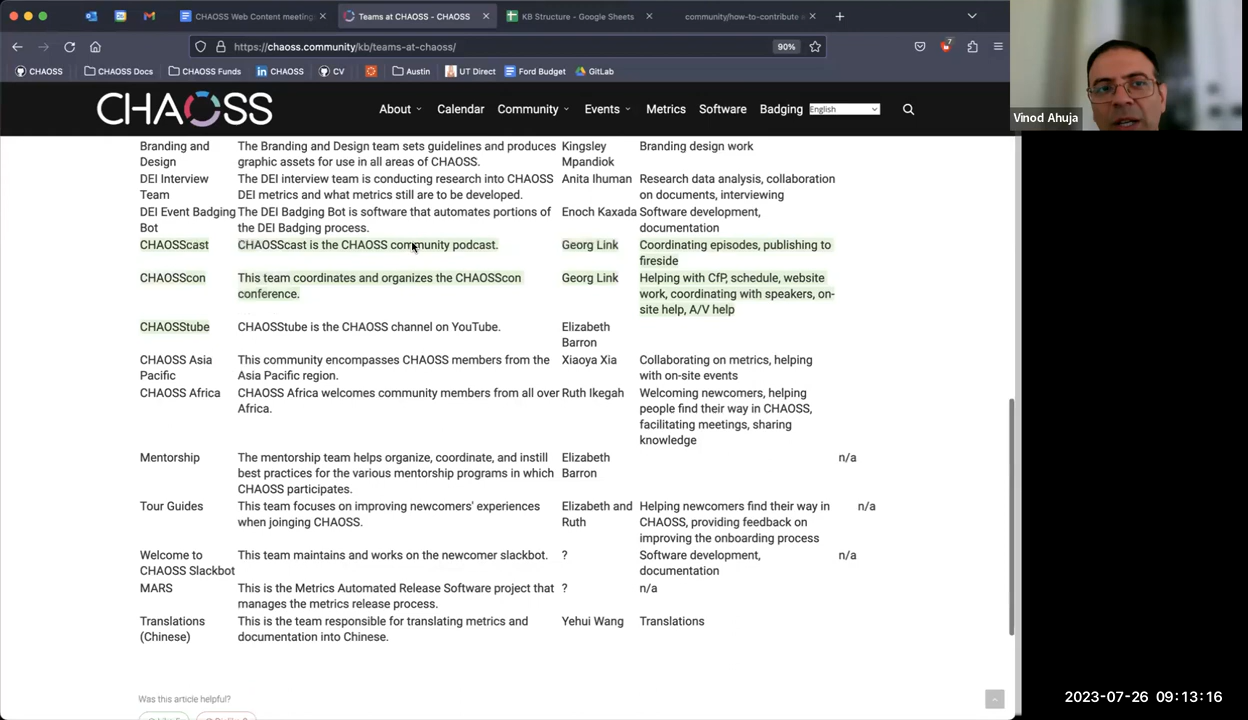 CHAOSS Web Content meeting
Teams at CHAOSS - CHAOSS
KB Structure - Google Sheets
community/how-to-contribute
https://chaoss.community/kb/teams-at-chaoss/
90%
7
CHAOSS
CHAOSS Docs
CHAOSS Funds
CHAOSS
CV
Austin
UT Direct
Ford Budget
GitLab
CHAOSS
About
Calendar
Community
Events
Metrics
Software
Badging
English
Vinod Ahuja
Branding and The Branding and Design team sets guidelines and produces Kingsley Branding design work
Design graphic assets for use in all areas of CHAOSS. Mpandiok
DEI Interview The DEI interview team is conducting research into CHAOSS Anita Ihuman Research data analysis, collaboration
Team DEI metrics and what metrics still are to be developed. on documents, interviewing
DEI Event Badging The DEI Badging Bot is software that automates portions of Enoch Kaxada Software development,
Bot the DEI Badging process. documentation
CHAOSScast CHAOSScast is the CHAOSS community podcast. Georg Link Coordinating episodes, publishing to
fireside
CHAOSScon This team coordinates and organizes the CHAOSScon Georg Link Helping with CfP, schedule, website
conference. work, coordinating with speakers, on-
site help, A/V help
CHAOSStube CHAOSStube is the CHAOSS channel on YouTube. Elizabeth
Barron
CHAOSS Asia This community encompasses CHAOSS members from the Xiaoya Xia Collaborating on metrics, helping
Pacific Asia Pacific region. with on-site events
CHAOSS Africa CHAOSS Africa welcomes community members from all over Ruth Ikegah Welcoming newcomers, helping
Africa. people find their way in CHAOSS,
facilitating meetings, sharing
knowledge
Mentorship The mentorship team helps organize, coordinate, and instill Elizabeth n/a
best practices for the various mentorship programs in which Barron
CHAOSS participates.
Tour Guides This team focuses on improving newcomers' experiences Elizabeth and Helping newcomers find their way in n/a
when joinging CHAOSS. Ruth CHAOSS, providing feedback on
improving the onboarding process
Welcome to This team maintains and works on the newcomer slackbot. ? Software development, n/a
CHAOSS Slackbot documentation
MARS This is the Metrics Automated Release Software project that ? n/a
manages the metrics release process.
Translations This is the team responsible for translating metrics and Yehui Wang Translations
(Chinese) documentation into Chinese.
Was this article helpful?
2023-07-26 09:13:16